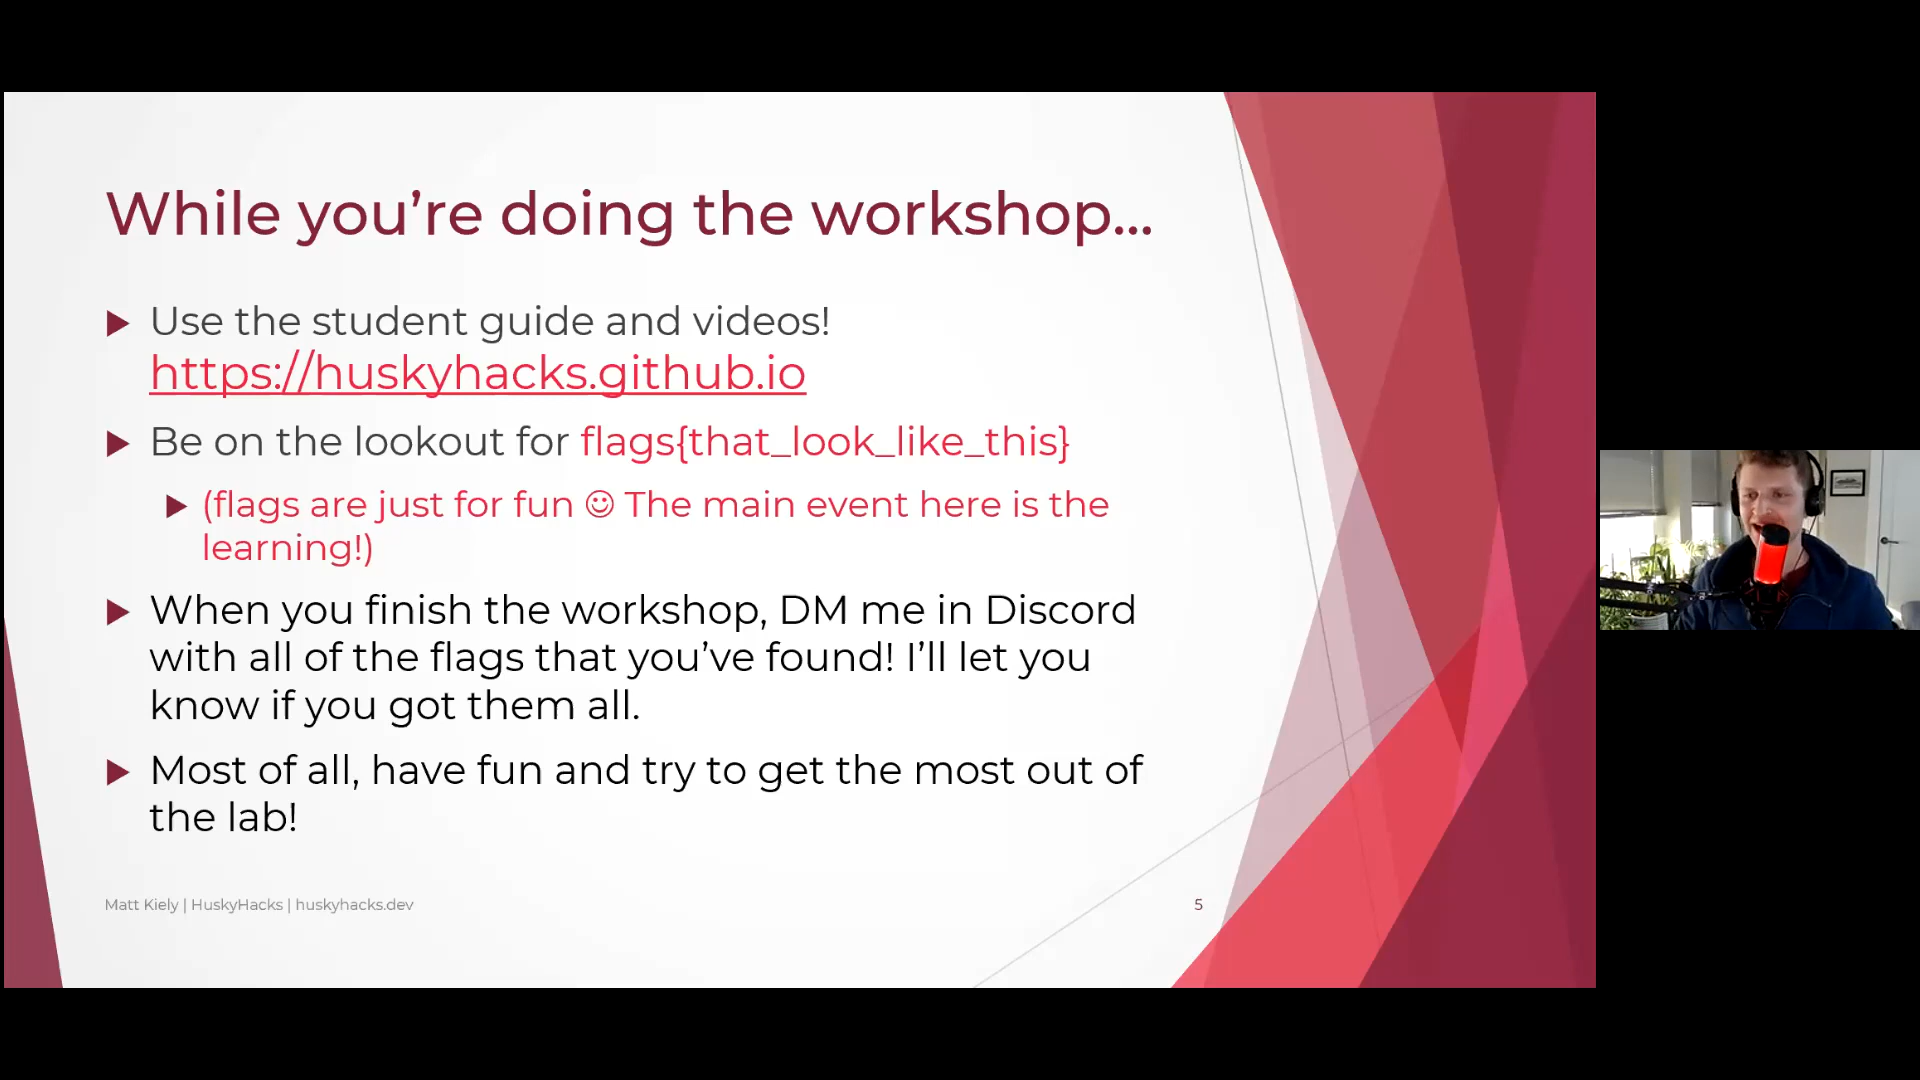 While you’re doing the workshop…
Use the student guide and videos!
https://huskyhacks.github.io
Be on the lookout for flags{that_look_like_this}
(flags are just for fun ☺ The main event here is the
learning!)
When you finish the workshop, DM me in Discord
with all of the flags that you’ve found! I’ll let you
know if you got them all.
Most of all, have fun and try to get the most out of
the lab!
Matt Kiely | HuskyHacks | huskyhacks.dev
5